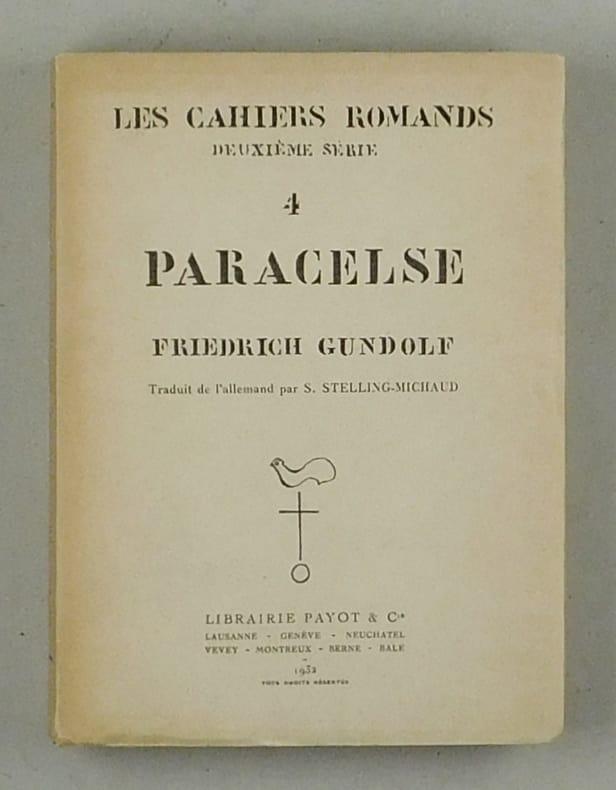 LES CAHIERS ROMANDS
DEUXIÈME SÉRIE
4
PARACELSE
FRIEDRICH GUNDOLF
Traduit de l'allemand par S. STELLING-MICHAUD
LIBRAIRIE PAYOT & Cie
LAUSANNE - GENÈVE - NEUCHATEL
VEVEY - MONTREUX - BERNE - BALE
1932
TOUS DROITS RÉSERVÉS